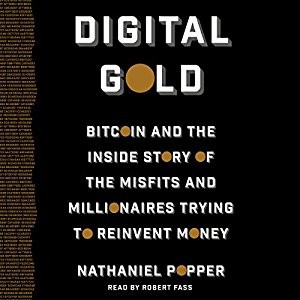 DIGITAL
GOLD
BITCOIN AND THE
INSIDE STORY OF
THE MISFITS AND
MILLIONAIRES TRYING
TO REINVENT MONEY
NATHANIEL POPPER
READ BY ROBERT FASS